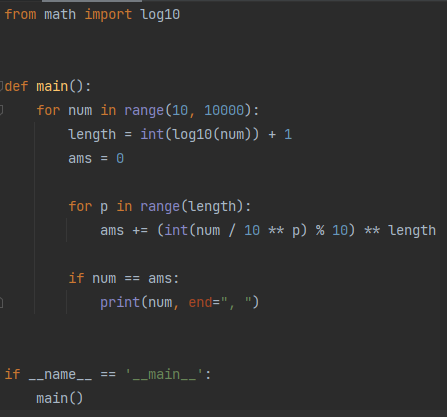 from math import log10
def main():
    for num in range(10, 10000):
        length = int(log10(num)) + 1
        ams = 0
        for p in range(length):
            ams += (int(num / 10 ** p) % 10) ** length
        if num == ams:
            print(num, end=", ")
if __name__ == '__main__':
    main()